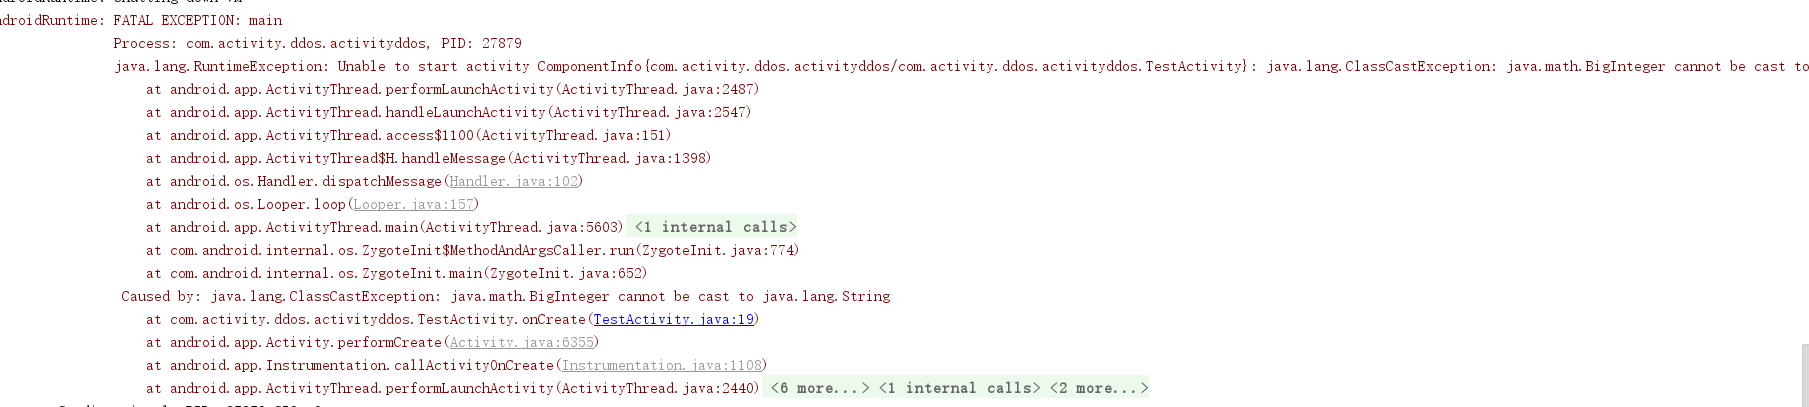 AndroidRuntime: FATAL EXCEPTION: main
Process: com.activity.ddos.activityddos, PID: 27879
java.lang.RuntimeException: Unable to start activity ComponentInfo{com.activity.ddos.activityddos/com.activity.ddos.activityddos.TestActivity}: java.lang.ClassCastException: java.math.BigInteger cannot be cast to
at android.app.ActivityThread.performLaunchActivity(ActivityThread.java:2487)
at android.app.ActivityThread.handleLaunchActivity(ActivityThread.java:2547)
at android.app.ActivityThread.access$1100(ActivityThread.java:151)
at android.app.ActivityThread$H.handleMessage(ActivityThread.java:1398)
at android.os.Handler.dispatchMessage(Handler.java:102)
at android.os.Looper.loop(Looper.java:157)
at android.app.ActivityThread.main(ActivityThread.java:5603) <1 internal calls>
at com.android.internal.os.ZygoteInit$MethodAndArgsCaller.run(ZygoteInit.java:774)
at com.android.internal.os.ZygoteInit.main(ZygoteInit.java:652)
Caused by: java.lang.ClassCastException: java.math.BigInteger cannot be cast to java.lang.String
at com.activity.ddos.activityddos.TestActivity.onCreate(TestActivity.java:19)
at android.app.Activity.performCreate(Activity.java:6355)
at android.app.Instrumentation.callActivityOnCreate(Instrumentation.java:1108)
at android.app.ActivityThread.performLaunchActivity(ActivityThread.java:2440) <6 more...> <1 internal calls> <2 more...>